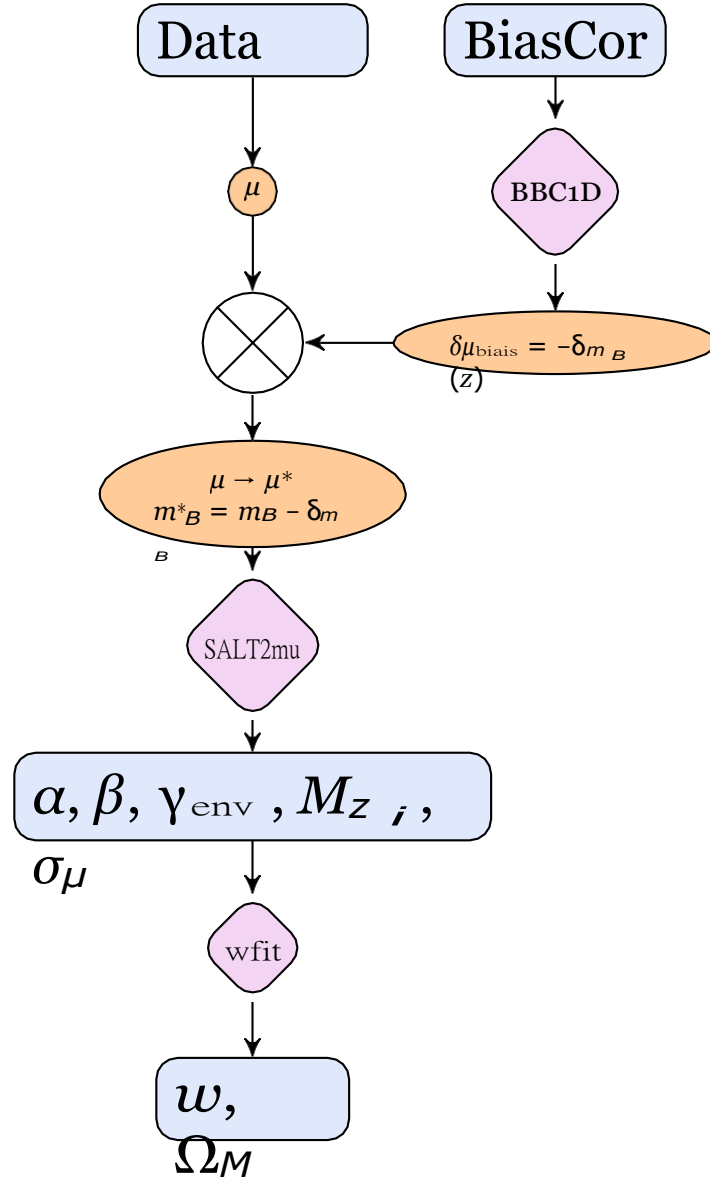 Data
BiasCor
μ
BBC1D
δμbiais = −δm B
(z)
μ → μ*
m*B = mB − δm
B
SALT2mu
α, β, γenv , Mz i ,
σμ
wfit
w,
ΩM